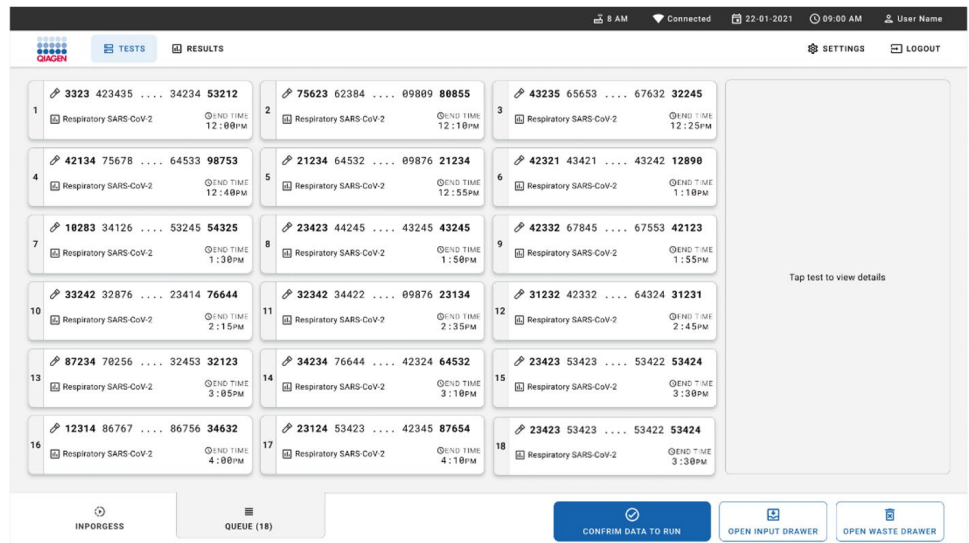 8 AM Connected 22-01-2021 09:00 AM User Name
QIAGEN TESTS RESULTS SETTINGS LOGOUT
1 3323 423435 .... 34234 53212
Respiratory SARS-CoV-2 END TIME
12:00PM
2 75623 62384 .... 09809 80855
Respiratory SARS-CoV-2 END TIME
12:10PM
3 43235 65653 .... 67632 32245
Respiratory SARS-CoV-2 END TIME
12:25PM
4 42134 75678 .... 64533 98753
Respiratory SARS-CoV-2 END TIME
12:40PM
5 21234 64532 .... 09876 21234
Respiratory SARS-CoV-2 END TIME
12:55PM
6 42321 43421 .... 43242 12890
Respiratory SARS-CoV-2 END TIME
1:10PM
7 10283 34126 .... 53245 54325
Respiratory SARS-CoV-2 END TIME
1:30PM
8 23423 44245 .... 43245 43245
Respiratory SARS-CoV-2 END TIME
1:50PM
9 42332 67845 .... 67553 42123
Respiratory SARS-CoV-2 END TIME
1:55PM
10 33242 32876 .... 23414 76644
Respiratory SARS-CoV-2 END TIME
2:15PM
11 32342 34422 .... 09876 23134
Respiratory SARS-CoV-2 END TIME
2:35PM
12 31232 42332 .... 64324 31231
Respiratory SARS-CoV-2 END TIME
2:45PM
13 87234 70256 .... 32453 32123
Respiratory SARS-CoV-2 END TIME
3:05PM
14 34234 76644 .... 42324 64532
Respiratory SARS-CoV-2 END TIME
3:10PM
15 23423 53423 .... 53422 53424
Respiratory SARS-CoV-2 END TIME
3:30PM
16 12314 86767 .... 86756 34632
Respiratory SARS-CoV-2 END TIME
4:00PM
17 23124 53423 .... 42345 87654
Respiratory SARS-CoV-2 END TIME
4:10PM
18 23423 53423 .... 53422 53424
Respiratory SARS-CoV-2 END TIME
3:30PM
Tap test to view details
INPORGESS QUEUE (18)
CONFRIM DATA TO RUN OPEN INPUT DRAWER OPEN WASTE DRAWER